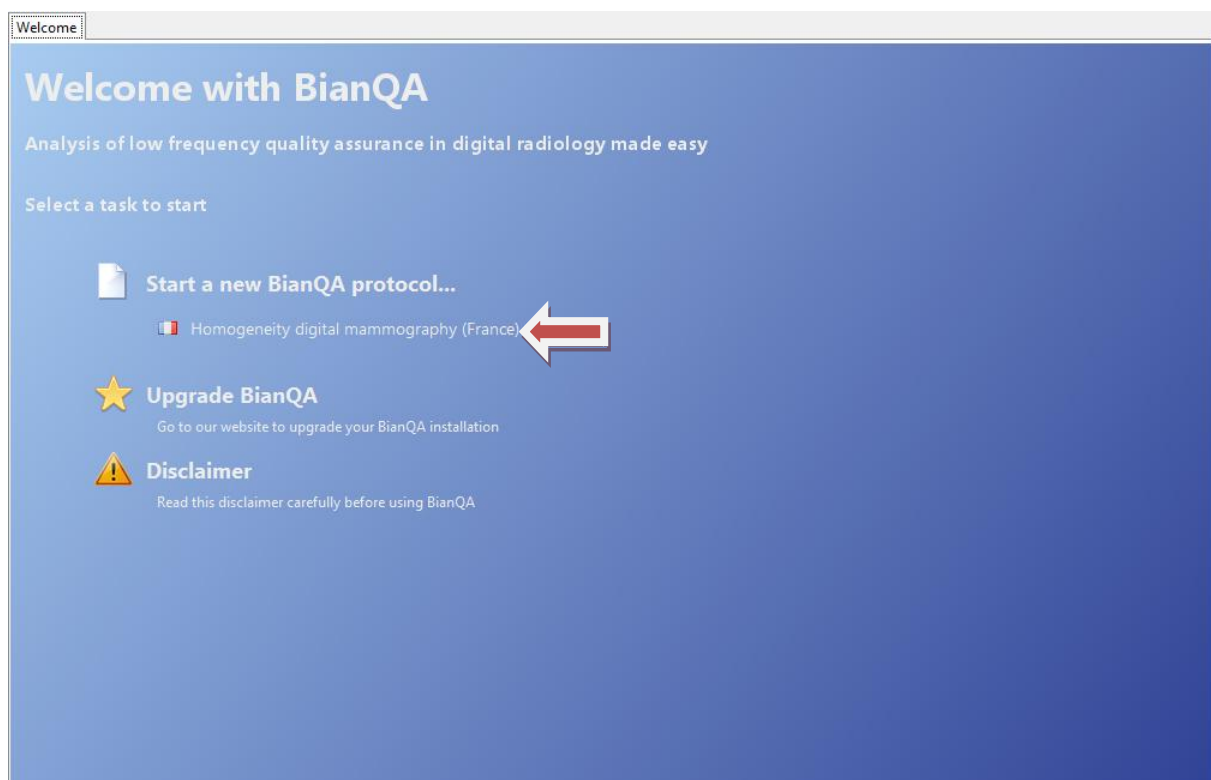 Welcome
Welcome with BianQA
Analysis of low frequency quality assurance in digital radiology made easy
Select a task to start
Start a new BianQA protocol...
Homogeneity digital mammography (France)
Upgrade BianQA
Go to our website to upgrade your BianQA installation
Disclaimer
Read this disclaimer carefully before using BianQA